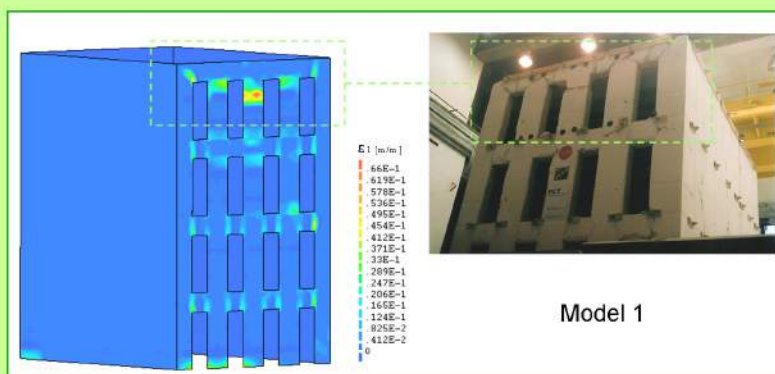 E1 [m/m]
.66E-1
.619E-1
.578E-1
.536E-1
.495E-1
.454E-1
.412E-1
.371E-1
.33E-1
.289E-1
.247E-1
.206E-1
.165E-1
.124E-1
.825E-2
.412E-2
0
Model 1